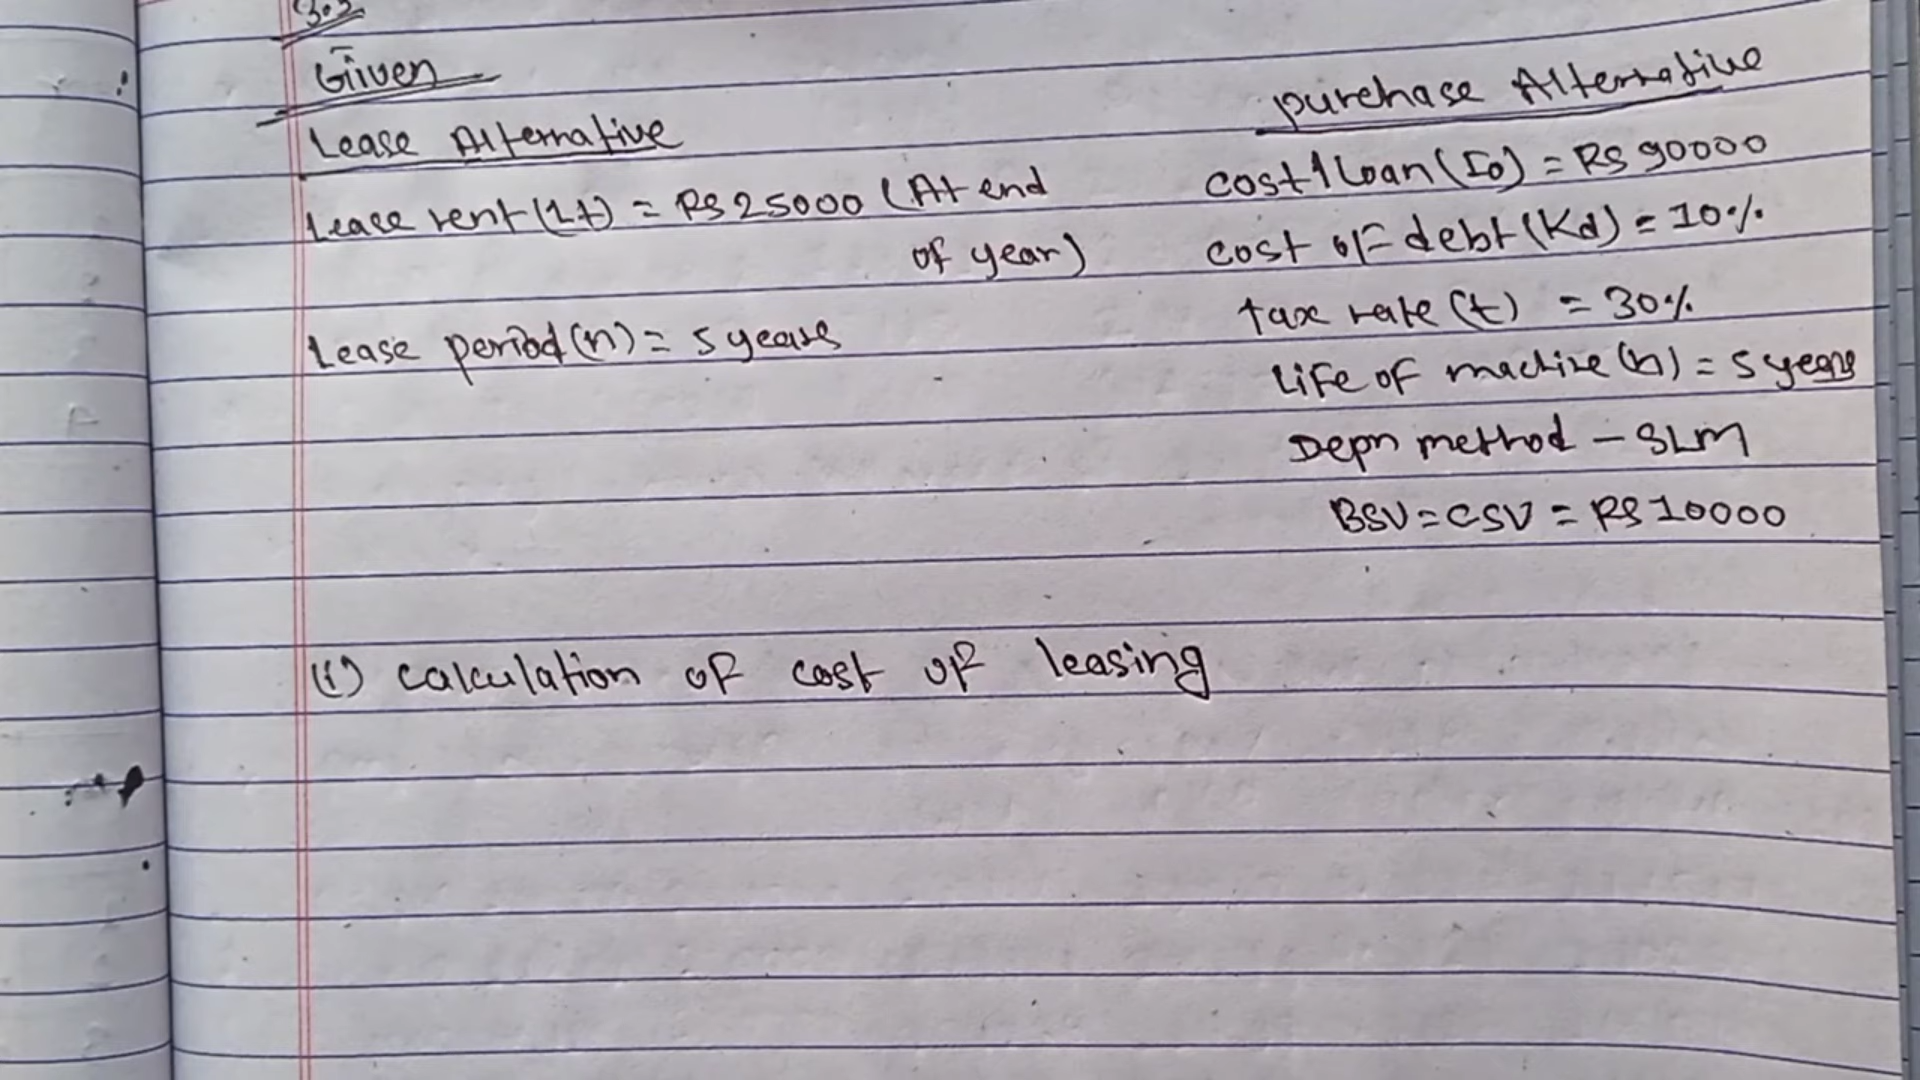 3.3
Given
Lease Alternative
Lease rent (Lt) = RS 25000 (At end
of year)
Lease period (n) = 5 years
purchase Alternative
cost / Loan (I0) = RS 90000
cost of debt (Kd) = 10%
tax rate (t) = 30%
Life of machine (n) = 5 years
Depn method - SLM
BSV = CSV = RS 10000
(i) calculation of cost of leasing